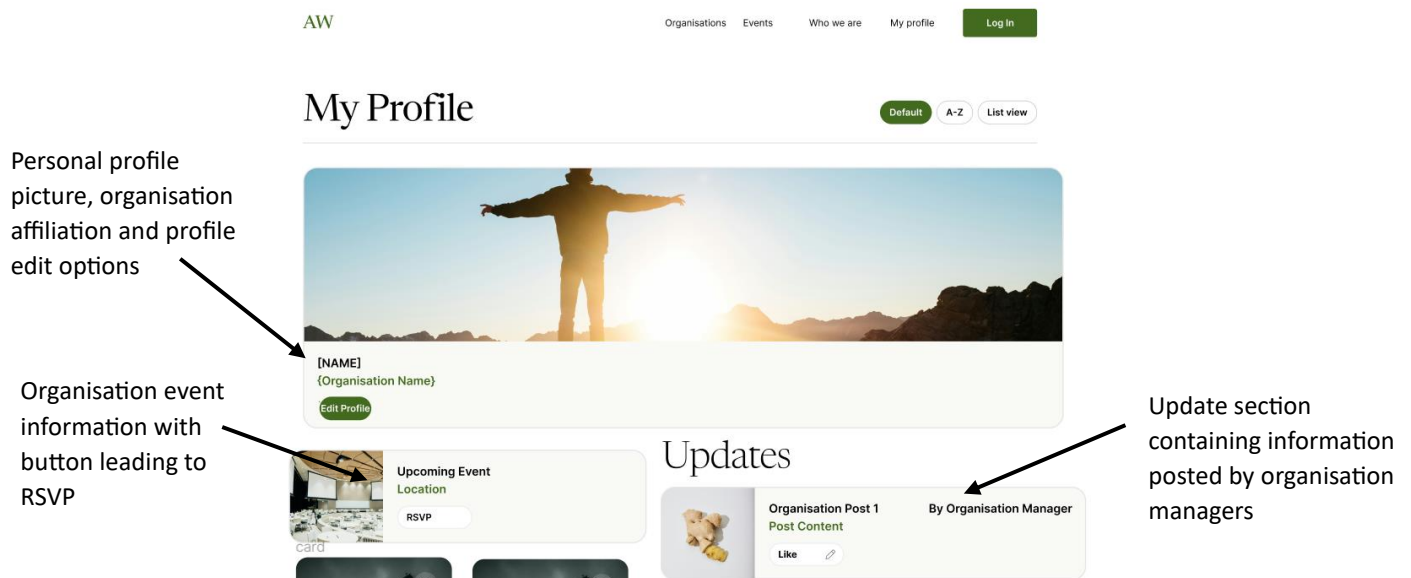 AW
Organisations Events Who we are My profile Log In
My Profile
Default A-Z List view
Personal profile
picture, organisation
affiliation and profile
edit options
[NAME]
{Organisation Name}
Edit Profile
Organisation event
information with
button leading to
RSVP
Upcoming Event
Location
RSVP
card
Updates
Organisation Post 1 By Organisation Manager
Post Content
Like
Update section
containing information
posted by organisation
managers